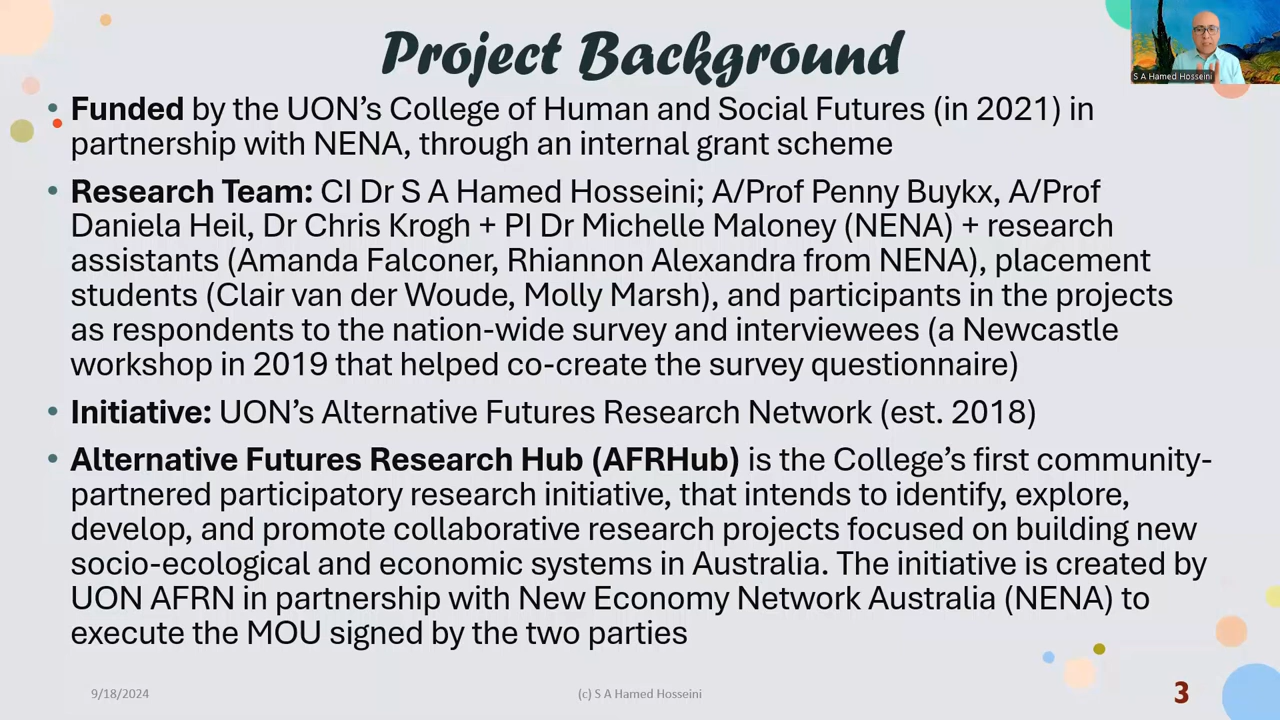 Project Background
S A Hamed Hosseini
• Funded by the UON’s College of Human and Social Futures (in 2021) in
partnership with NENA, through an internal grant scheme
• Research Team: CI Dr S A Hamed Hosseini; A/Prof Penny Buykx, A/Prof
Daniela Heil, Dr Chris Krogh + PI Dr Michelle Maloney (NENA) + research
assistants (Amanda Falconer, Rhiannon Alexandra from NENA), placement
students (Clair van der Woude, Molly Marsh), and participants in the projects
as respondents to the nation-wide survey and interviewees (a Newcastle
workshop in 2019 that helped co-create the survey questionnaire)
• Initiative: UON’s Alternative Futures Research Network (est. 2018)
• Alternative Futures Research Hub (AFRHub) is the College’s first community-
partnered participatory research initiative, that intends to identify, explore,
develop, and promote collaborative research projects focused on building new
socio-ecological and economic systems in Australia. The initiative is created by
UON AFRN in partnership with New Economy Network Australia (NENA) to
execute the MOU signed by the two parties
9/18/2024
(c) S A Hamed Hosseini
3